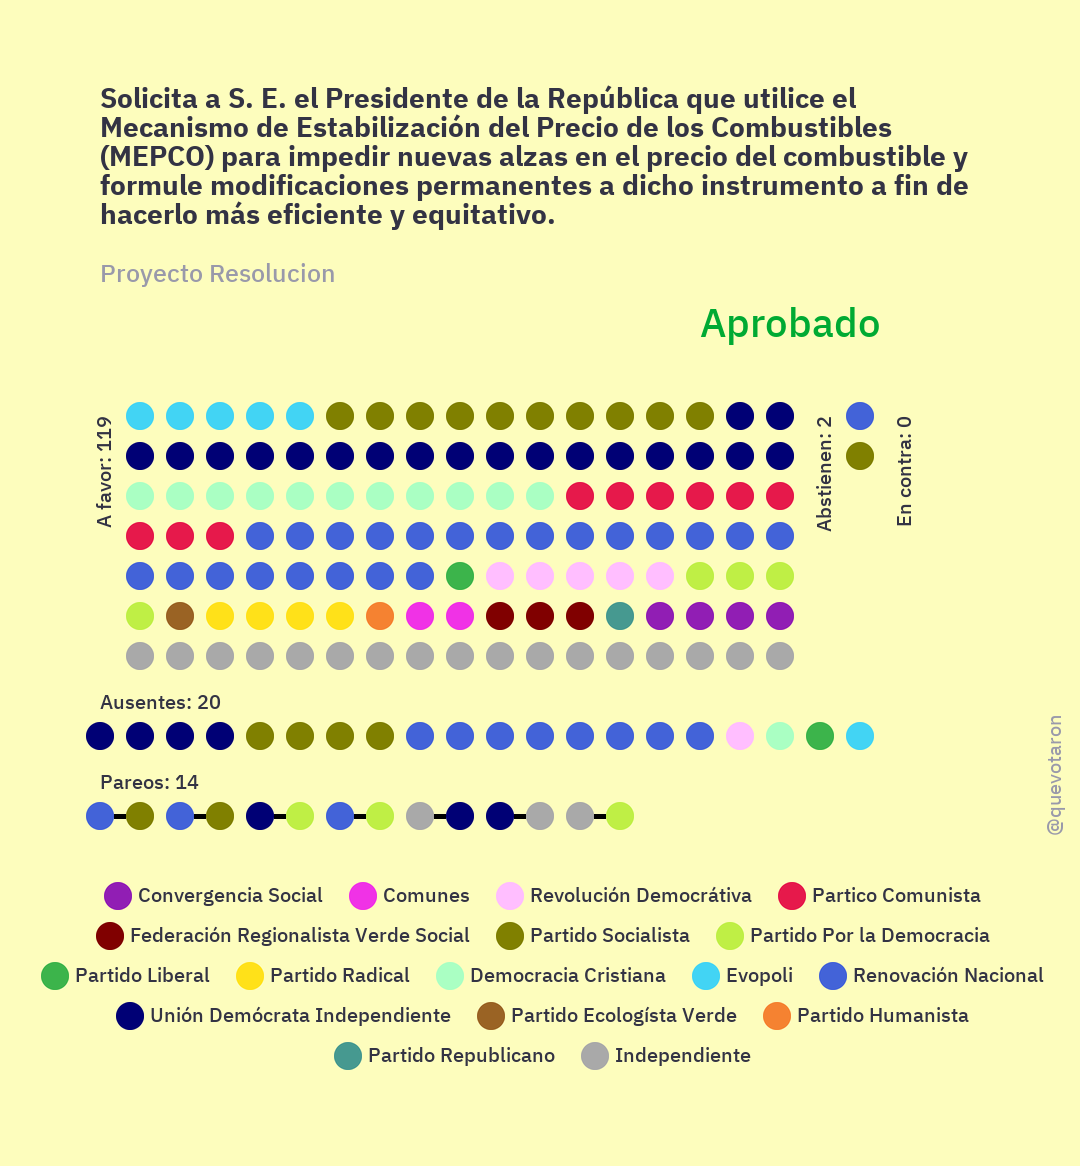 Solicita a S. E. el Presidente de la República que utilice el
Mecanismo de Estabilización del Precio de los Combustibles
(MEPCO) para impedir nuevas alzas en el precio del combustible y
formule modificaciones permanentes a dicho instrumento a fin de
hacerlo más eficiente y equitativo.
Proyecto Resolucion
Aprobado
A favor: 119
Abstienen: 2
En contra: 0
Ausentes: 20
Pareos: 14
@quevotaron
Convergencia Social
Comunes
Revolución Democrátiva
Partico Comunista
Federación Regionalista Verde Social
Partido Socialista
Partido Por la Democracia
Partido Liberal
Partido Radical
Democracia Cristiana
Evopoli
Renovación Nacional
Unión Demócrata Independiente
Partido Ecologísta Verde
Partido Humanista
Partido Republicano
Independiente